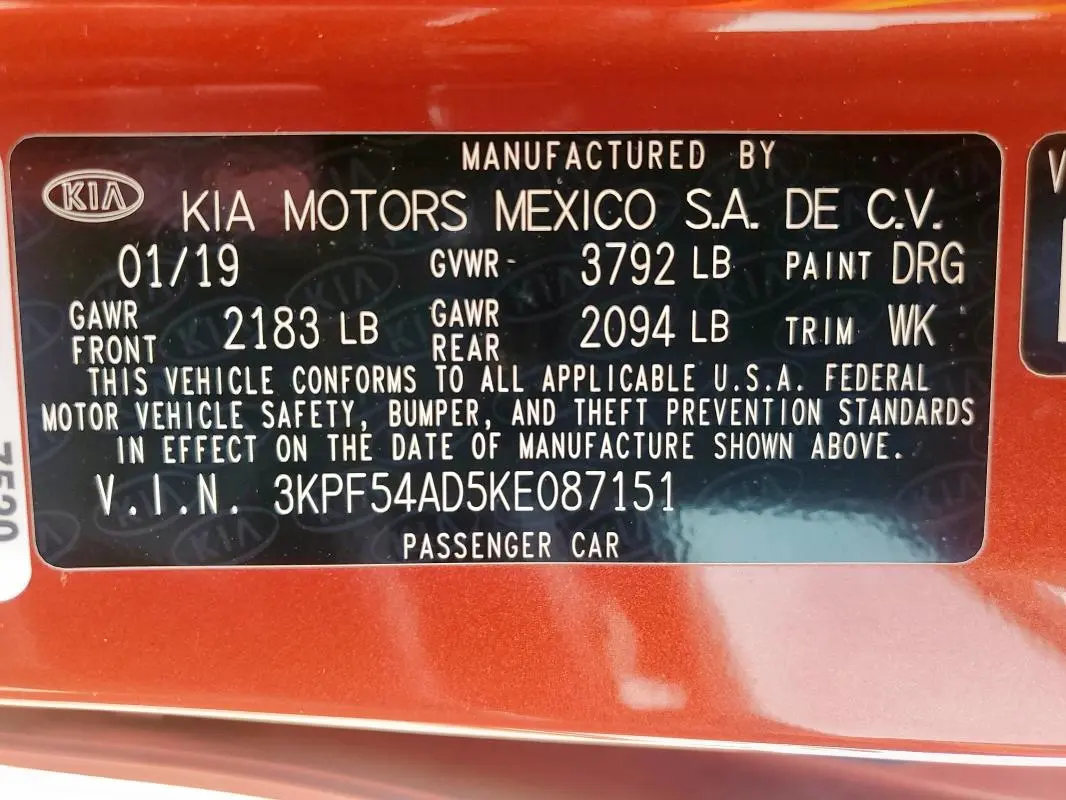 MANUFACTURED BY
KIA KIA MOTORS MEXICO S.A. DE C.V.
01/19 GVWR - 3792 LB PAINT DRG
GAWR FRONT 2183 LB GAWR REAR 2094 LB TRIM WK
THIS VEHICLE CONFORMS TO ALL APPLICABLE U.S.A. FEDERAL
MOTOR VEHICLE SAFETY, BUMPER, AND THEFT PREVENTION STANDARDS
IN EFFECT ON THE DATE OF MANUFACTURE SHOWN ABOVE.
V.I.N. 3KPF54AD5KE087151
PASSENGER CAR
7520
V